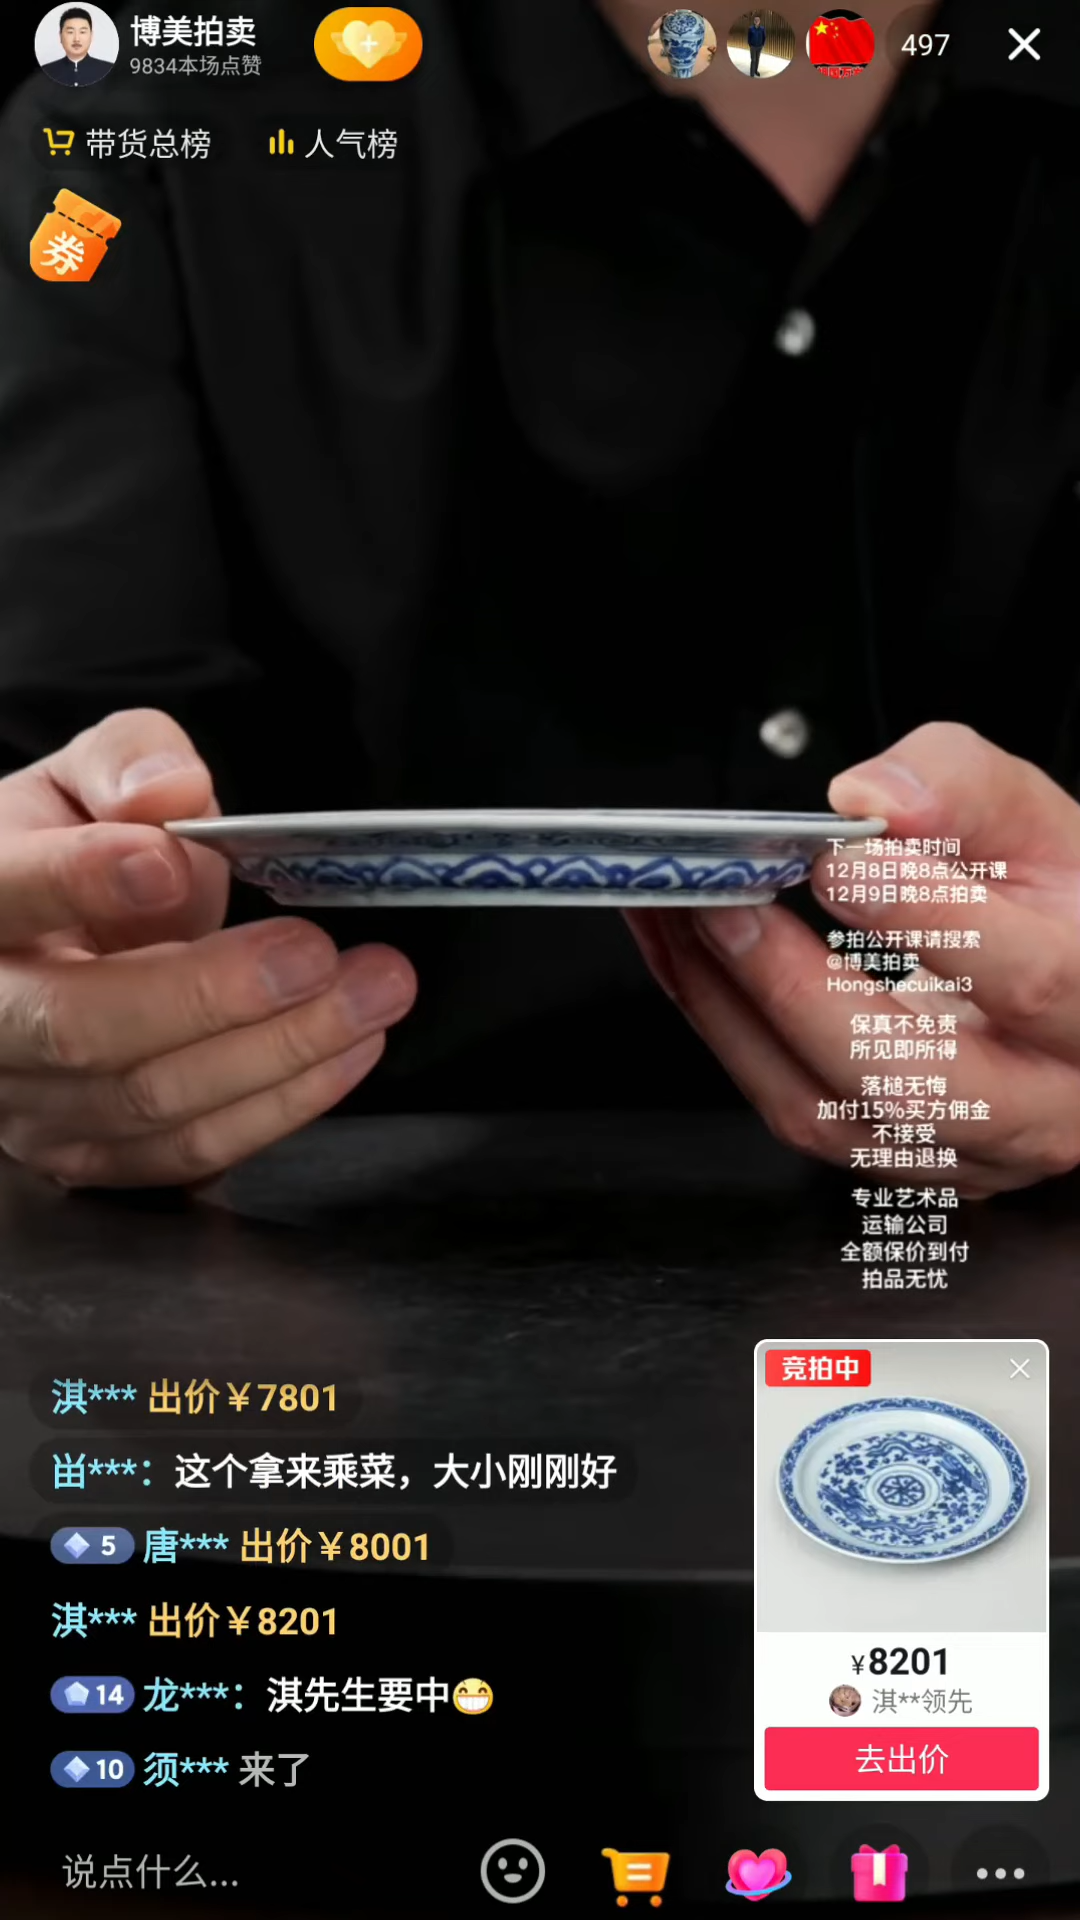 博美拍卖
9834本场点赞
497
带货总榜
人气榜
券
下一场拍卖时间
12月8日晚8点公开课
12月9日晚8点拍卖
参拍公开课请搜索
@博美拍卖
Hongshecuikai3
保真不免责
所见即所得
落槌无悔
加付15%买方佣金
不接受
无理由退换
专业艺术品
运输公司
全额保价到付
拍品无忧
淇*** 出价￥7801
甾***：这个拿来乘菜，大小刚刚好
5 唐*** 出价￥8001
淇*** 出价￥8201
14 龙***：淇先生要中😁
10 须*** 来了
竞拍中
¥8201
淇**领先
去出价
说点什么...